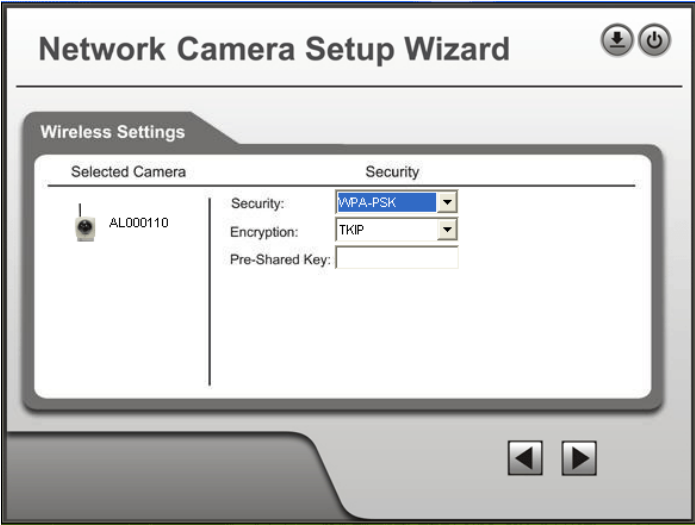 Network Camera Setup Wizard
Wireless Settings
Selected Camera
Security
AL000110
Security: WPA-PSK
Encryption: TKIP
Pre-Shared Key: